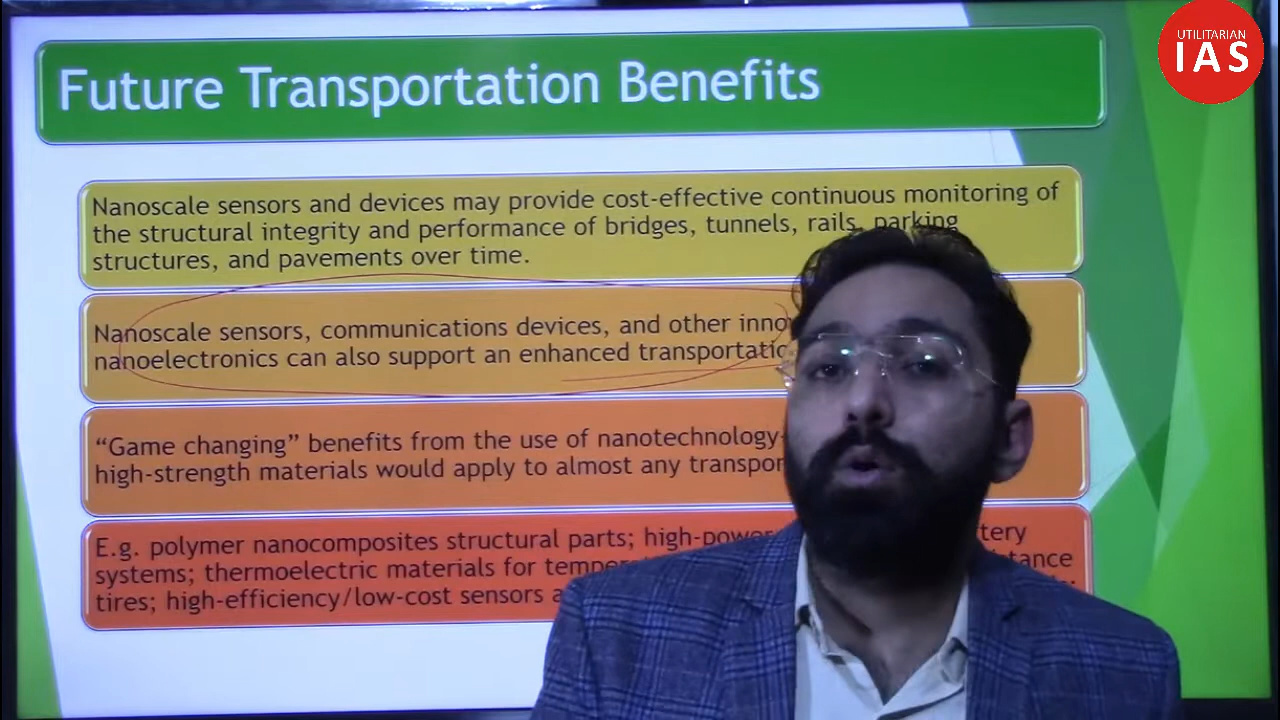 UTILITARIAN
IAS
Future Transportation Benefits
Nanoscale sensors and devices may provide cost-effective continuous monitoring of
the structural integrity and performance of bridges, tunnels, rails, parking
structures, and pavements over time.
Nanoscale sensors, communications devices, and other inno
nanoelectronics can also support an enhanced transportatio
“Game changing” benefits from the use of nanotechnology-
high-strength materials would apply to almost any transpor
E.g. polymer nanocomposites structural parts; high-power tery
systems; thermoelectric materials for tempe tance
tires; high-efficiency/low-cost sensors a